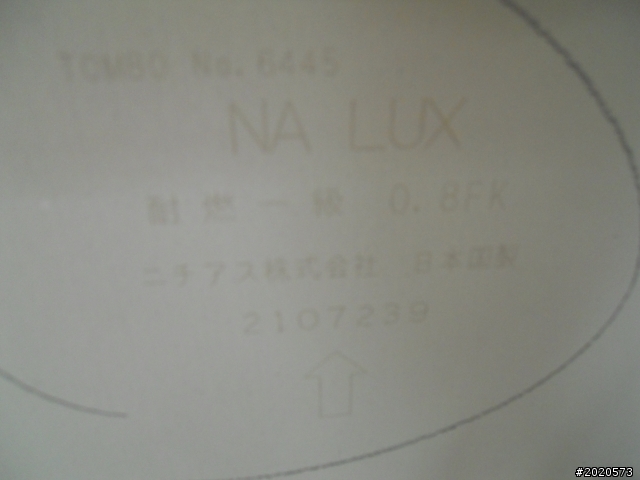 TOMBO No.6445
NA LUX
耐燃一級 0.8FK
ニチアス株式会社 日本国製
2107239
#2020573